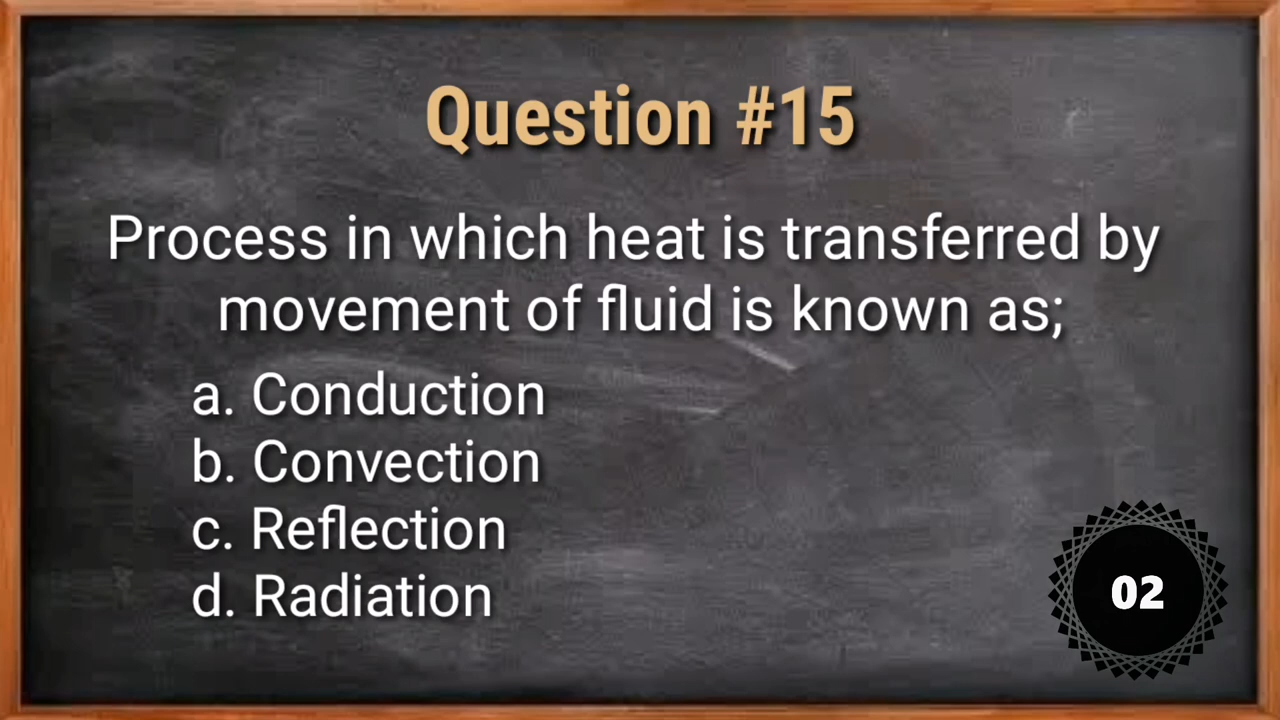 Question #15
Process in which heat is transferred by
movement of fluid is known as;
a. Conduction
b. Convection
c. Reflection
d. Radiation
02